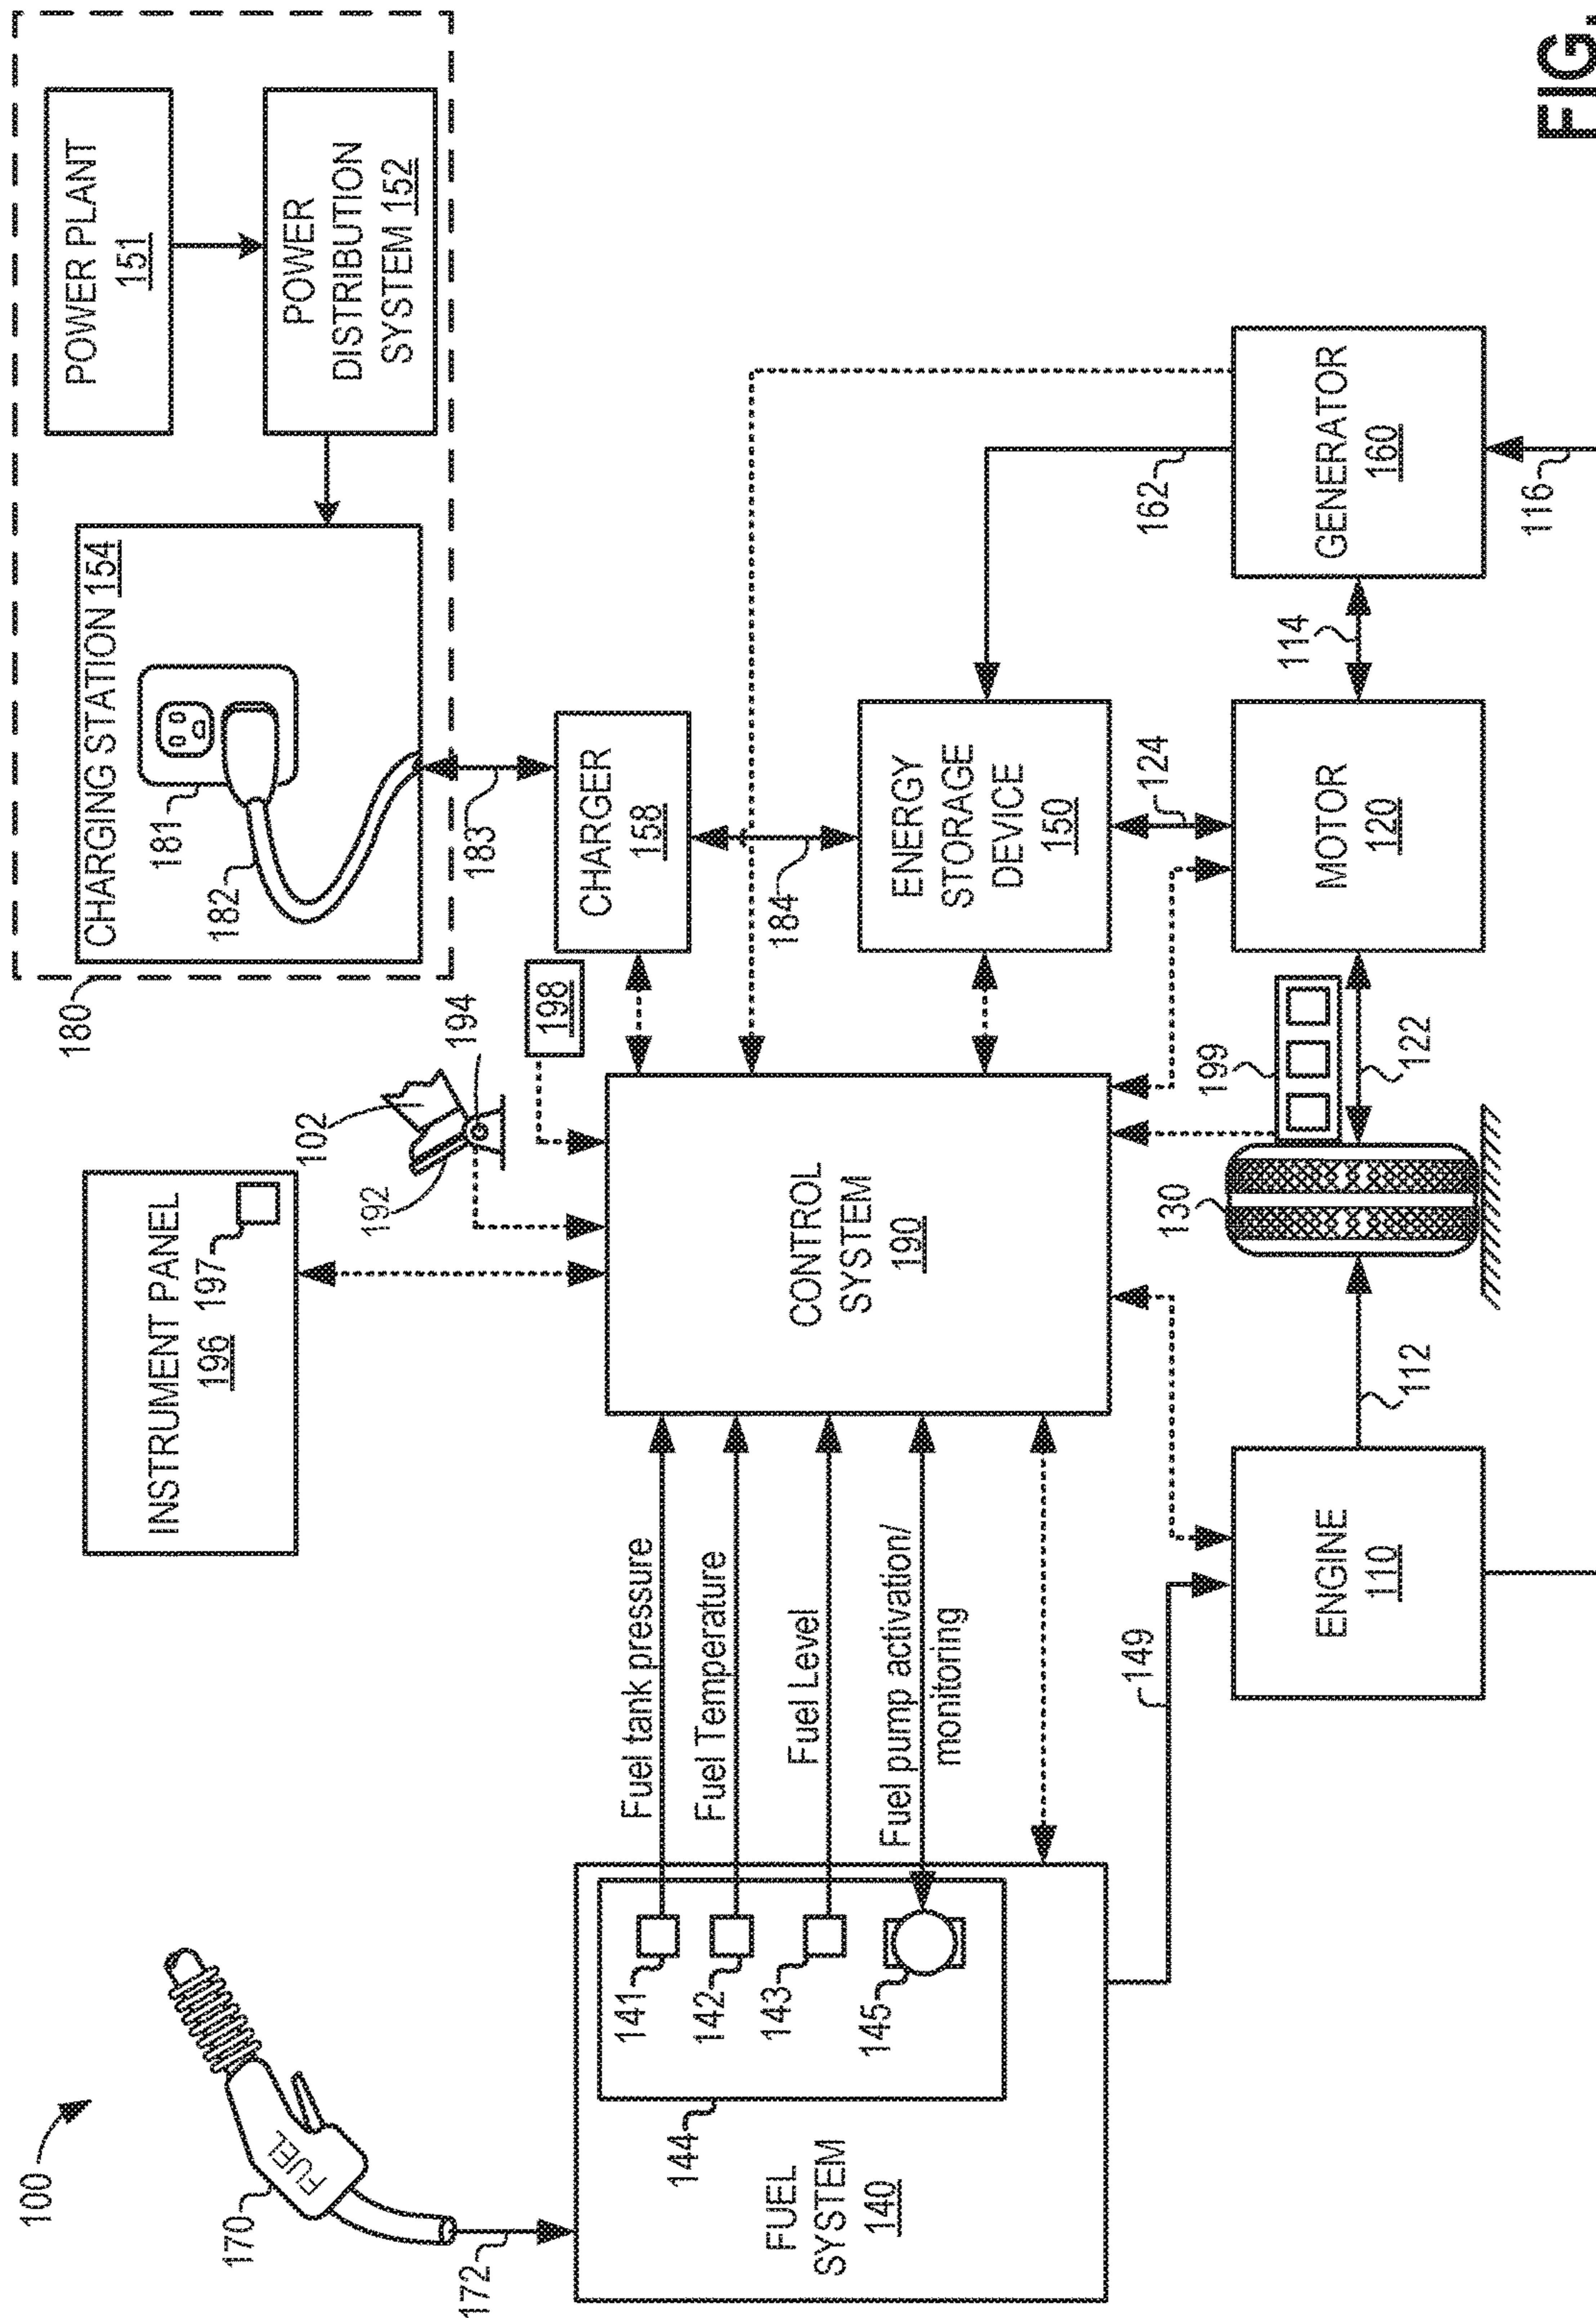 100
170
FUEL
172
FUEL
SYSTEM
140
144
141
142
143
145
Fuel tank pressure
Fuel Temperature
Fuel Level
Fuel pump activation/
monitoring
149
INSTRUMENT PANEL
196
197
102
192
194
198
CONTROL
SYSTEM
190
180
CHARGING STATION 154
181
182
183
POWER PLANT
151
POWER
DISTRIBUTION
SYSTEM 152
CHARGER
158
184
ENERGY
STORAGE
DEVICE
150
124
162
ENGINE
110
112
130
199
122
MOTOR
120
114
GENERATOR
160
116
FIG.